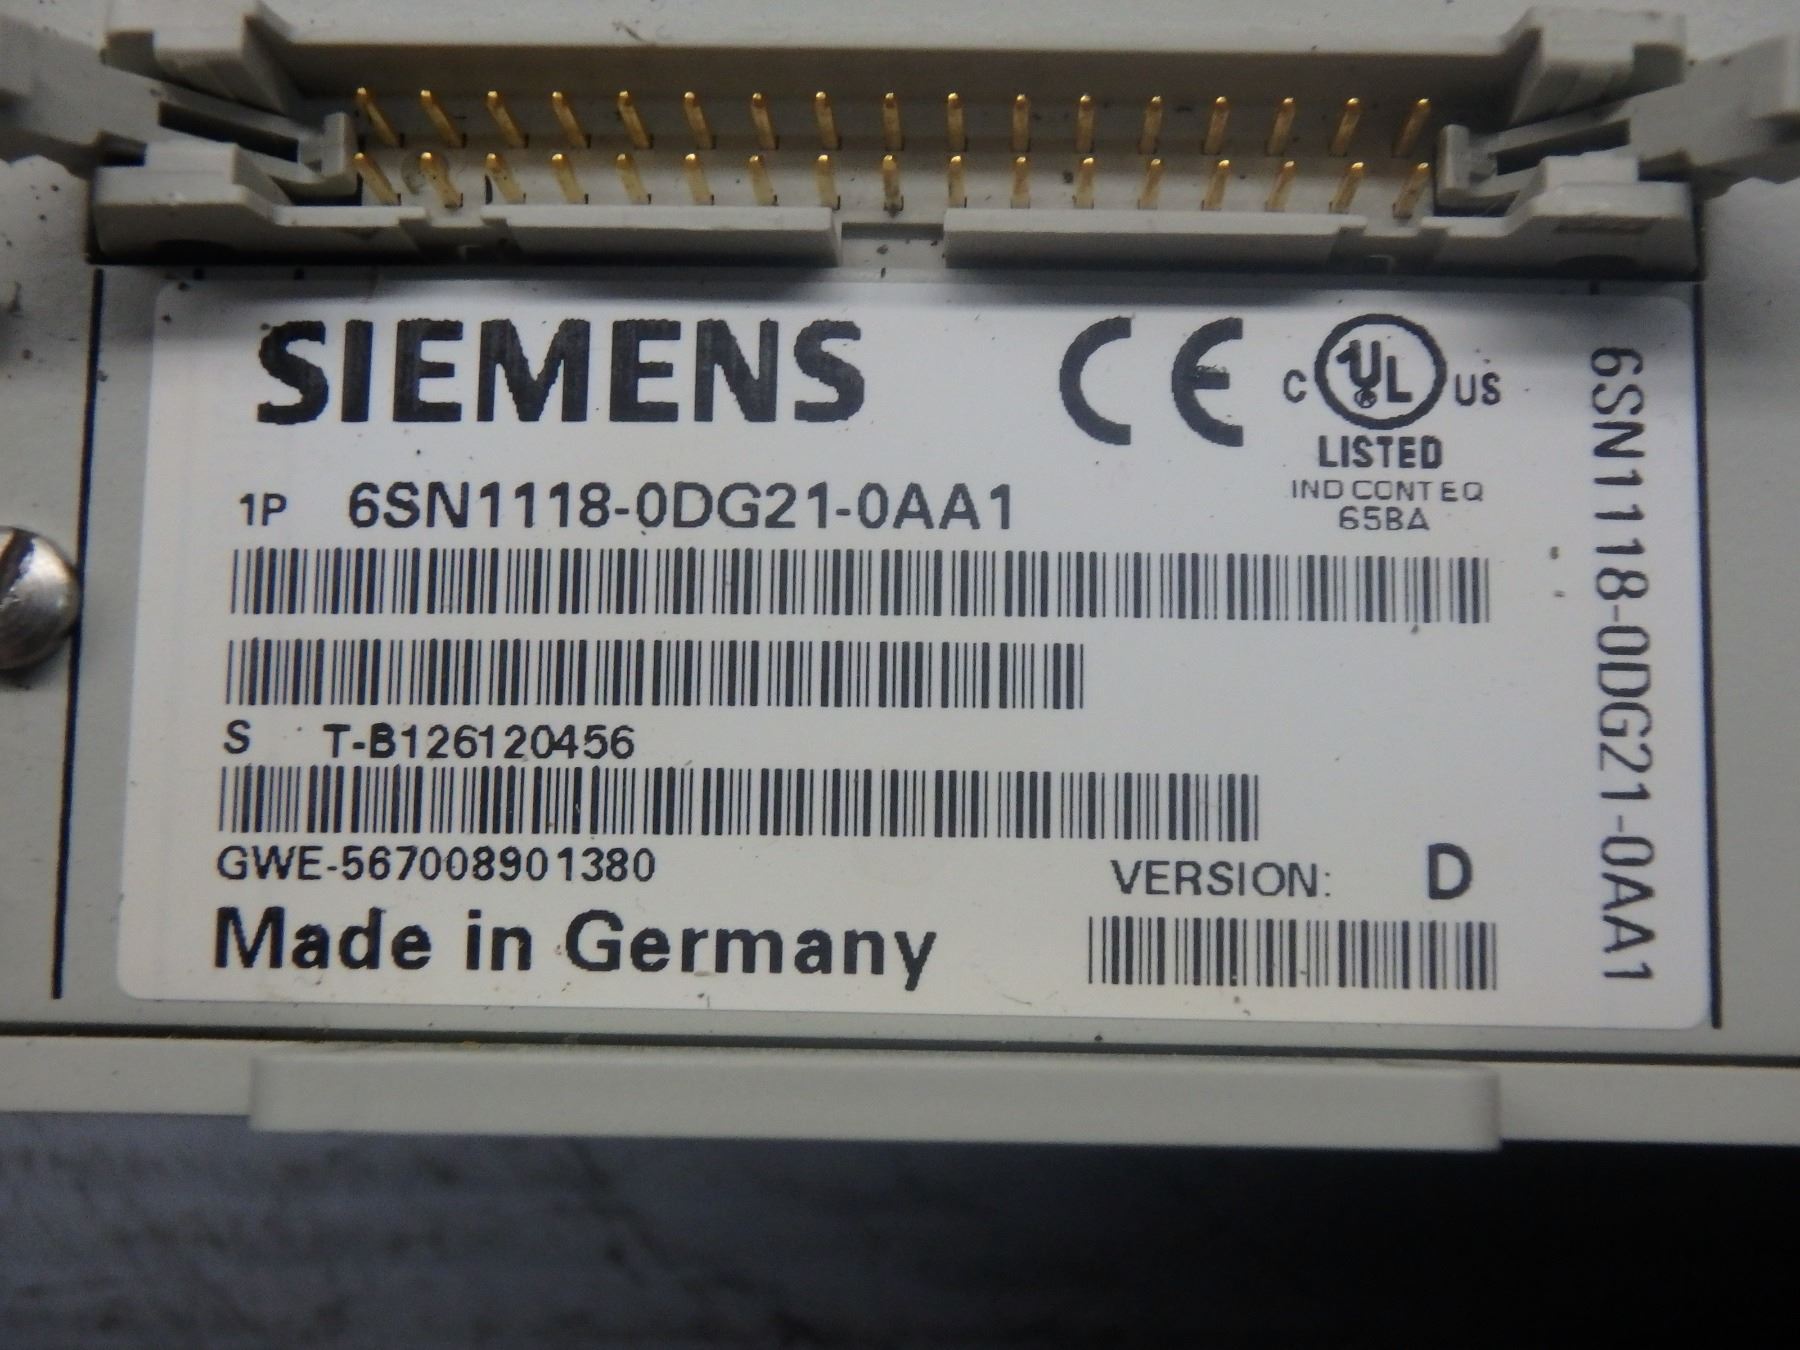 SIEMENS
CE
C UL US
LISTED
IND CONT EQ
65BA
1P 6SN1118-0DG21-0AA1
S T-B126120456
GWE-567008901380
VERSION: D
Made in Germany
6SN1118-0DG21-0AA1